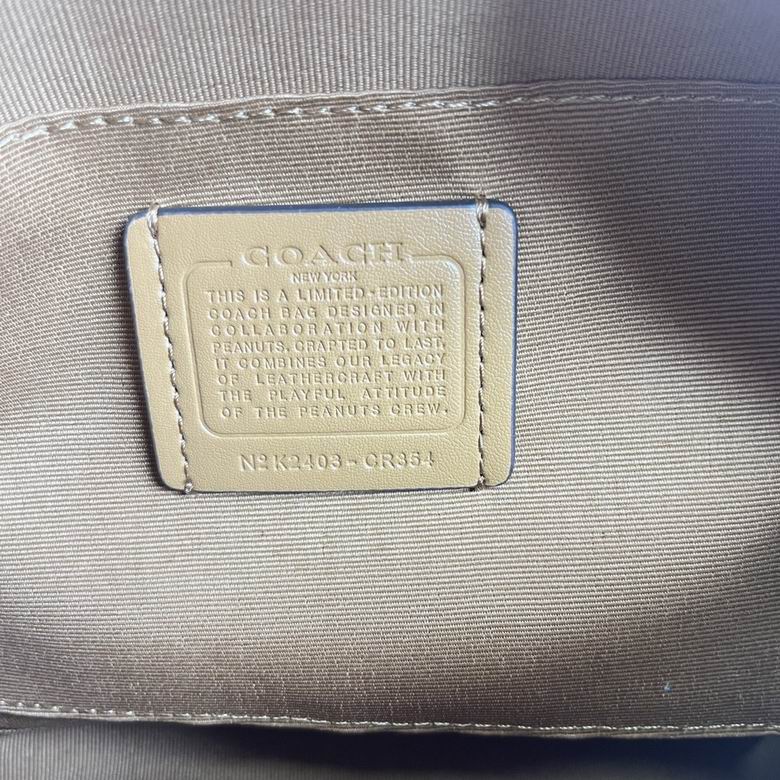 COACH
NEW YORK
THIS IS A LIMITED-EDITION
COACH BAG DESIGNED IN
COLLABORATION WITH
PEANUTS. CRAFTED TO LAST,
IT COMBINES OUR LEGACY
OF LEATHERCRAFT WITH
THE PLAYFUL ATTITUDE
OF THE PEANUTS CREW.
Nº K2403-CR354